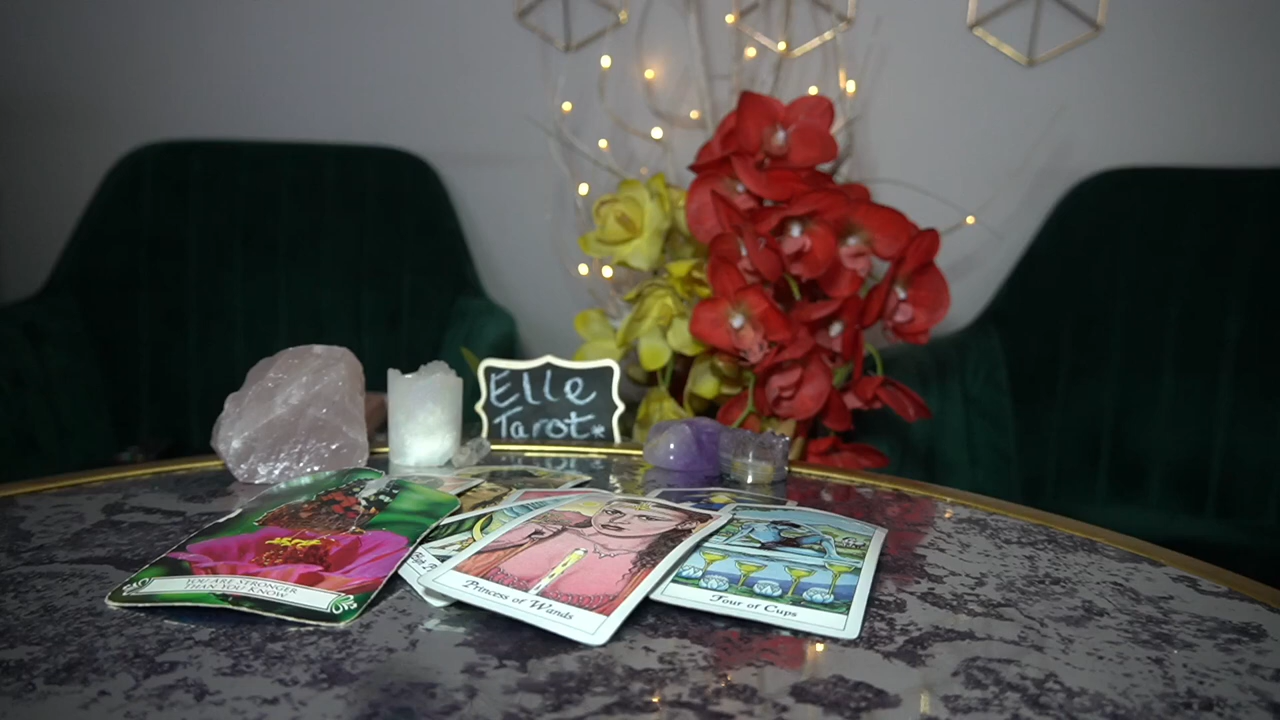 Elle
Tarot*
YOU ARE STRONGER
THAN YOU KNOW
Princess of Wands
Four of Cups